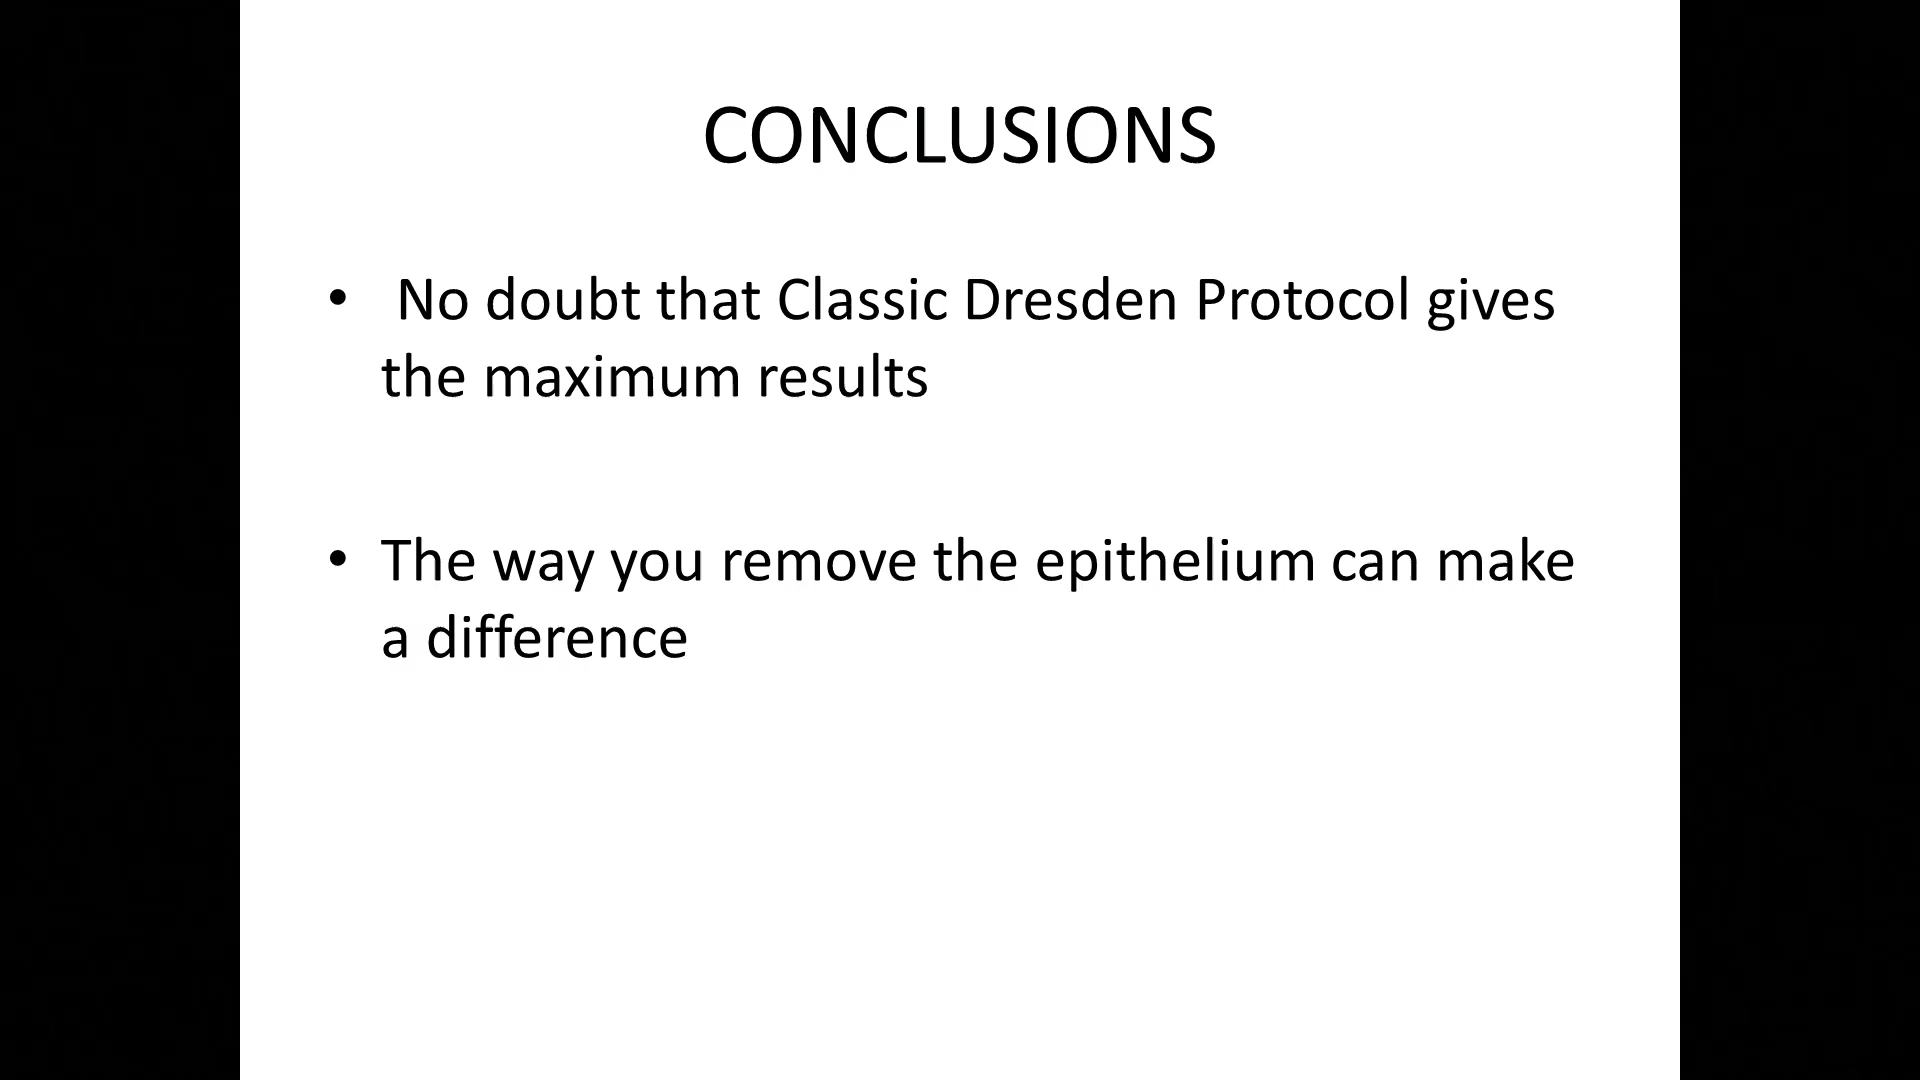 CONCLUSIONS
• No doubt that Classic Dresden Protocol gives
the maximum results
• The way you remove the epithelium can make
a difference